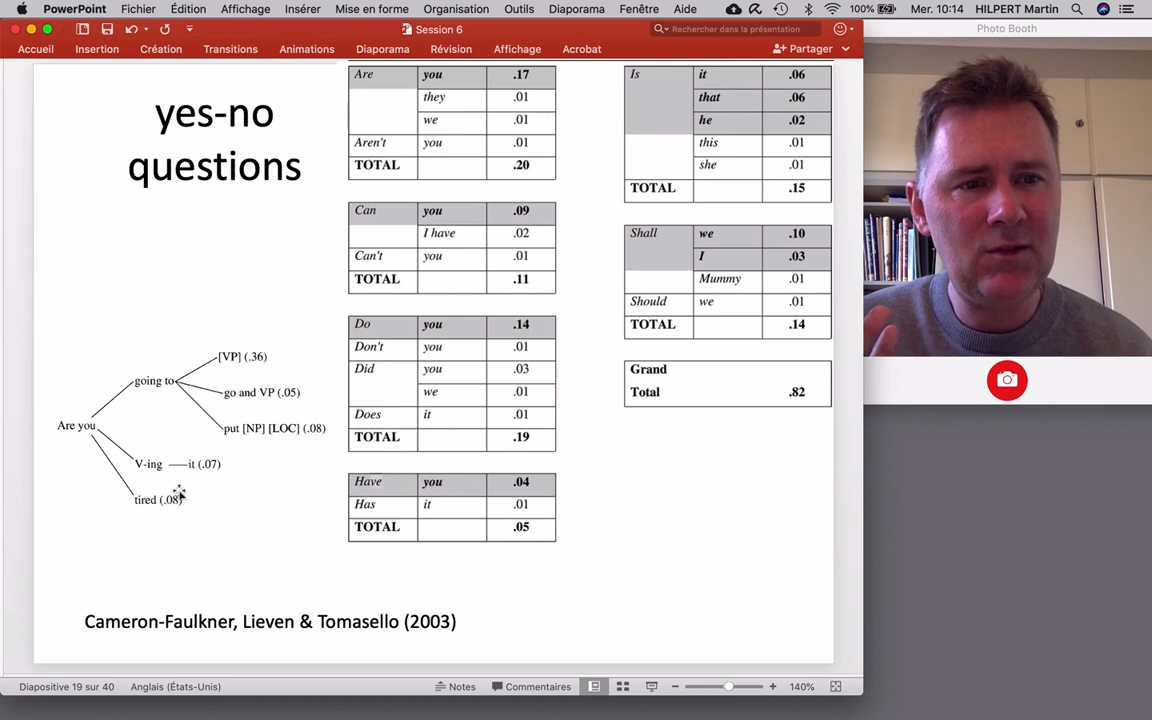 PowerPoint Fichier Édition Affichage Insérer Mise en forme Organisation Outils Diaporama Fenêtre Aide 100% Mer. 10:14 HILPERT Martin
Session 6
Rechercher dans la présentation
Photo Booth
Accueil Insertion Création Transitions Animations Diaporama Révision Affichage Acrobat Partager
yes-no
questions
Are you .17
they .01
we .01
Aren't you .01
TOTAL .20
Can you .09
I have .02
Can't you .01
TOTAL .11
Do you .14
Don't you .01
Did you .03
we .01
Does it .01
TOTAL .19
Have you .04
Has it .01
TOTAL .05
Is it .06
that .06
he .02
this .01
she .01
TOTAL .15
Shall we .10
I .03
Mummy .01
Should we .01
TOTAL .14
Grand
Total .82
[VP] (.36)
going to
go and VP (.05)
Are you
put [NP] [LOC] (.08)
V-ing it (.07)
tired (.08)
Cameron-Faulkner, Lieven & Tomasello (2003)
Diapositive 19 sur 40 Anglais (États-Unis) Notes Commentaires 140%